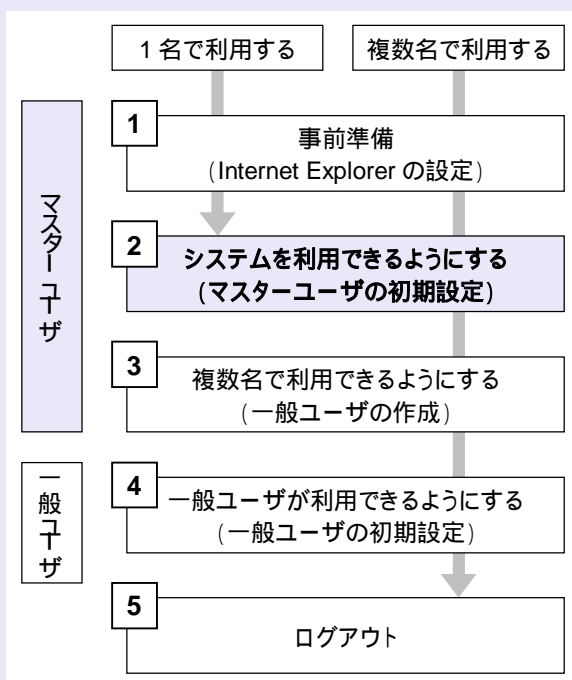 1 名で利用する
複数名で利用する
マスターユーザ
1
事前準備
(Internet Explorer の設定)
2
システムを利用できるようにする
(マスターユーザの初期設定)
3
複数名で利用できるようにする
(一般ユーザの作成)
一般ユーザ
4
一般ユーザが利用できるようにする
(一般ユーザの初期設定)
5
ログアウト